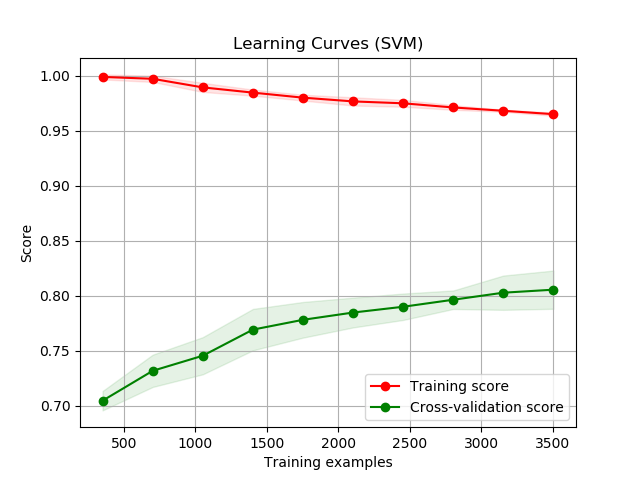 Learning Curves (SVM)
1.00
0.95
0.90
0.85
0.80
0.75
0.70
Score
Training score
Cross-validation score
500 1000 1500 2000 2500 3000 3500
Training examples